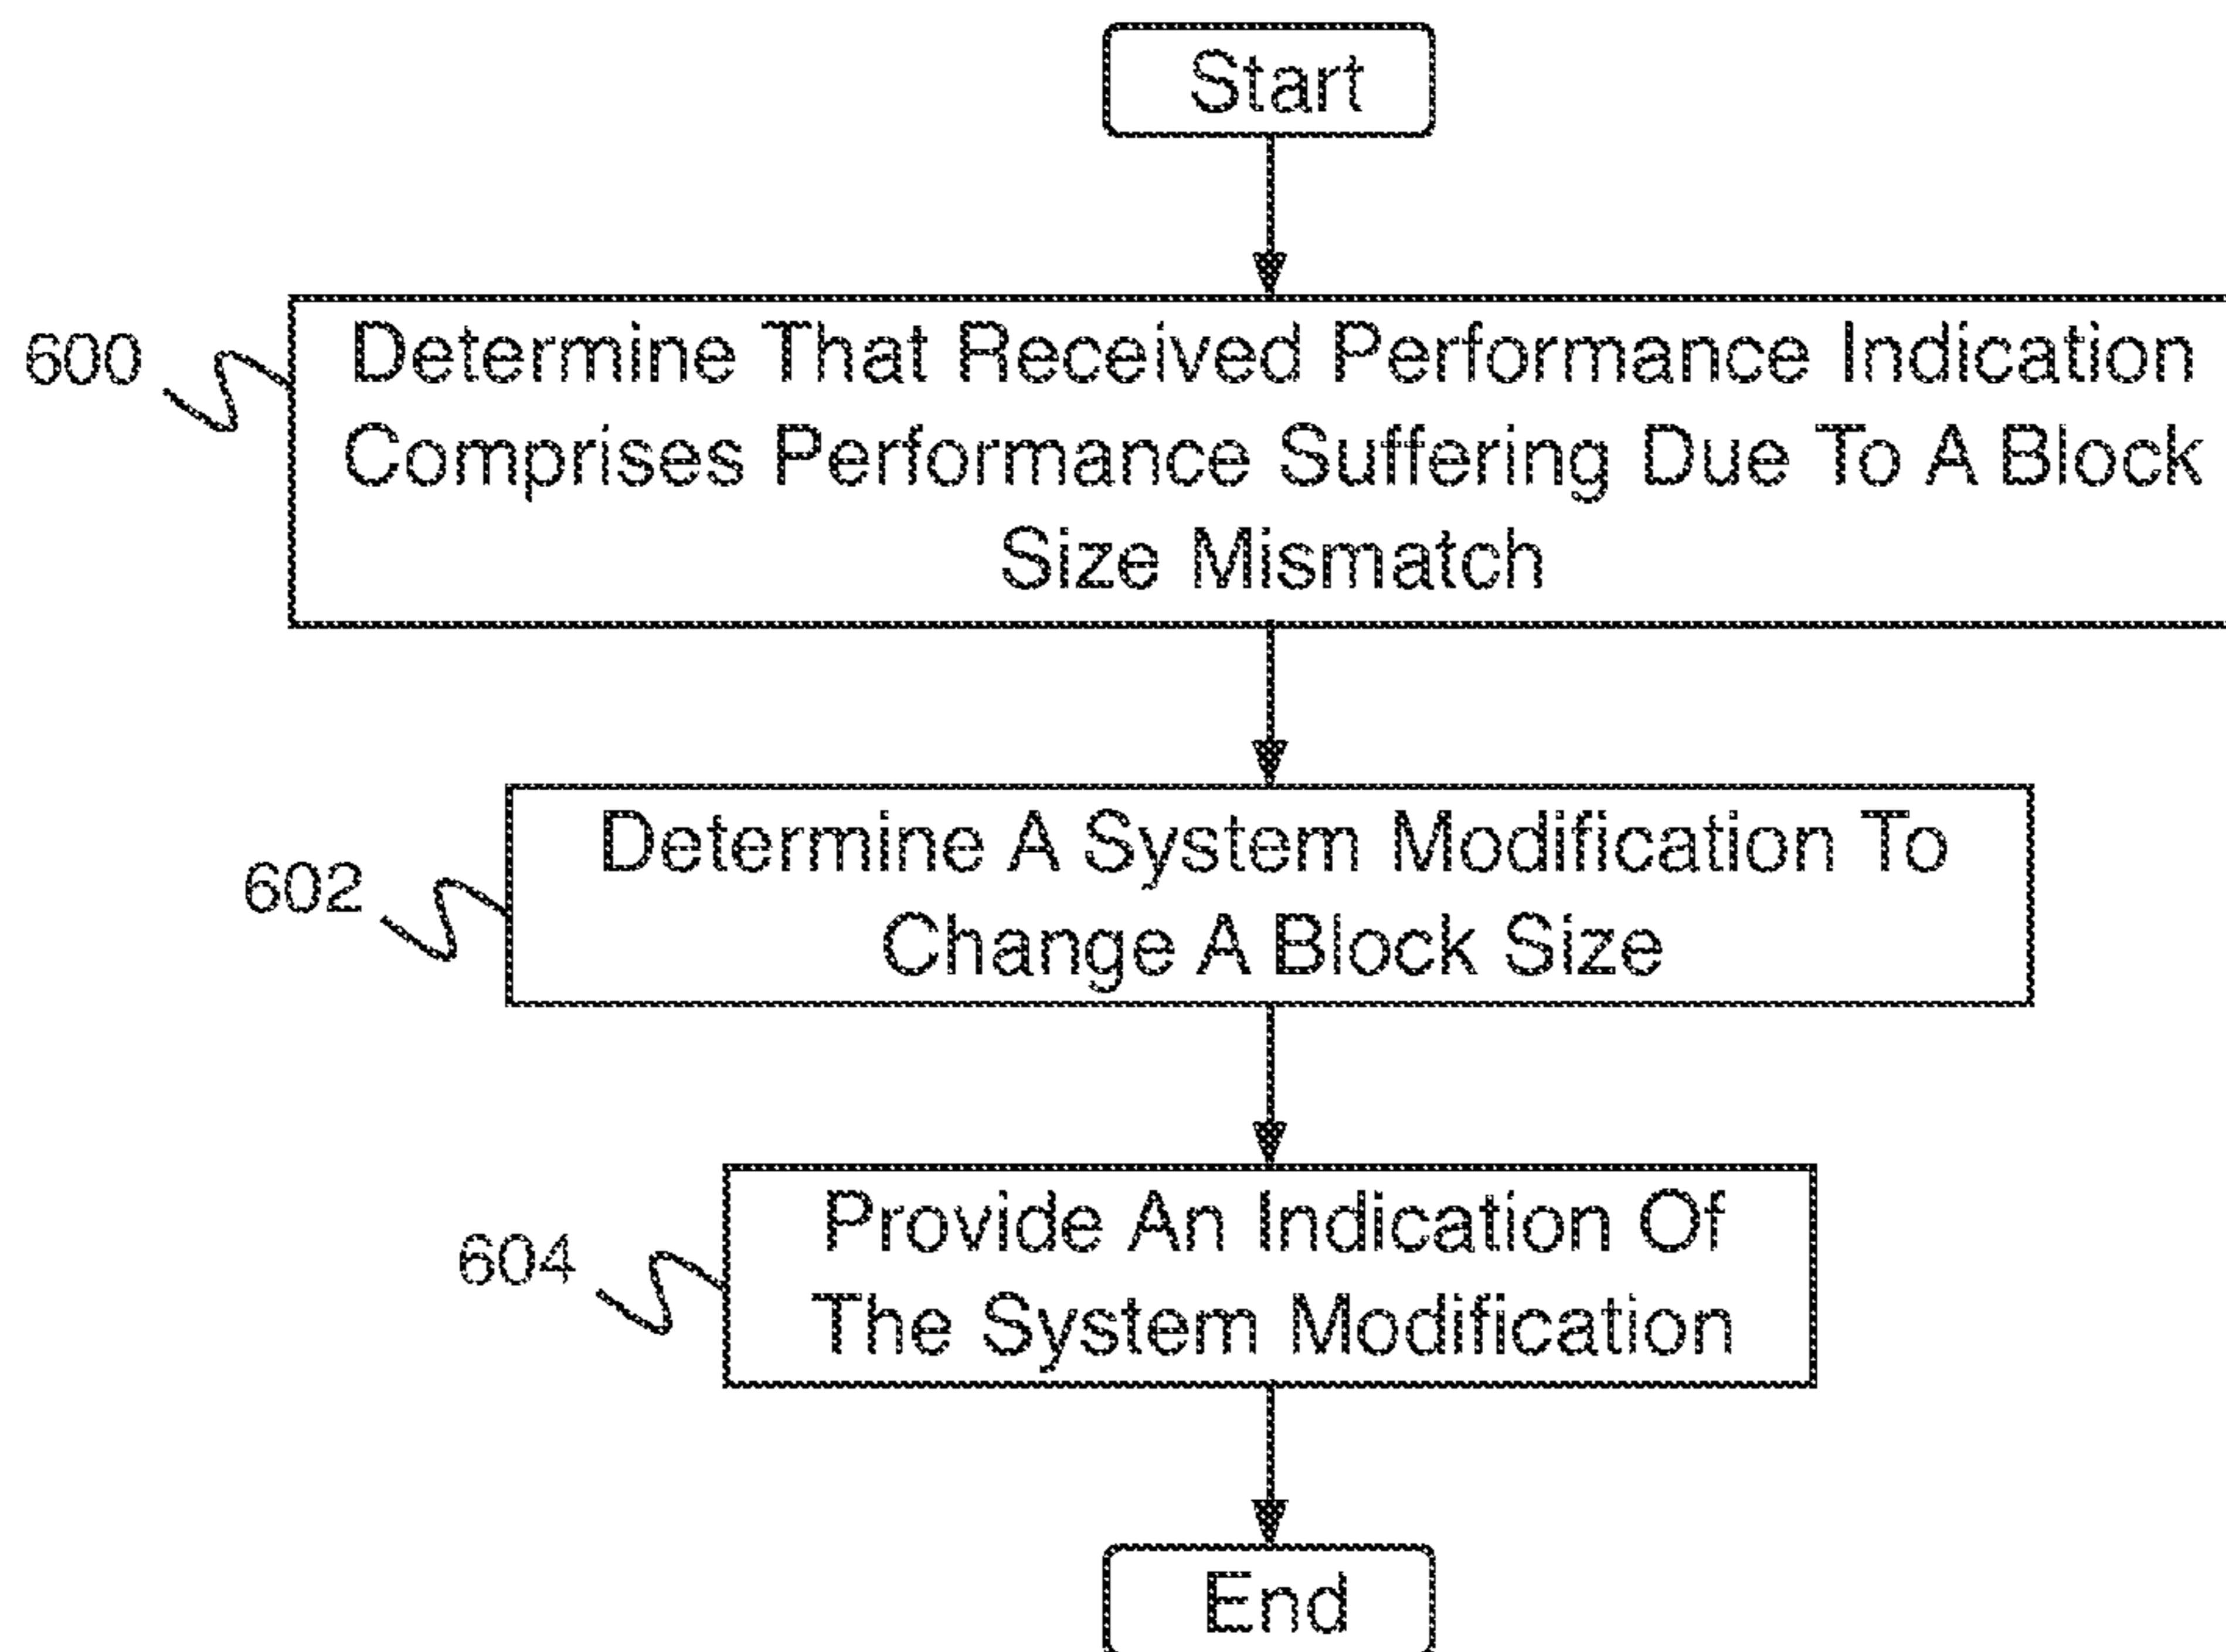 Start
600
Determine That Received Performance Indication
Comprises Performance Suffering Due To A Block
Size Mismatch
602
Determine A System Modification To
Change A Block Size
604
Provide An Indication Of
The System Modification
End